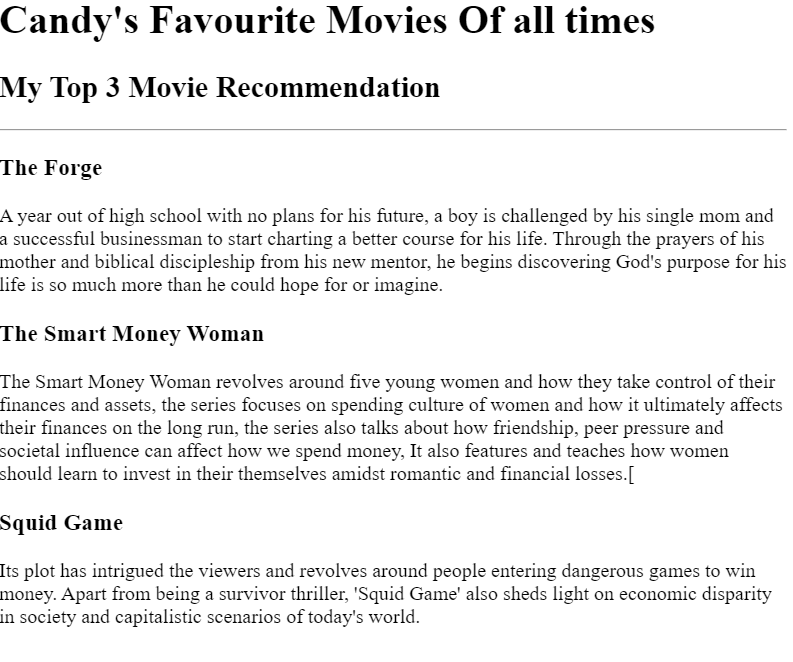 Candy's Favourite Movies Of all times
My Top 3 Movie Recommendation
The Forge
A year out of high school with no plans for his future, a boy is challenged by his single mom and
a successful businessman to start charting a better course for his life. Through the prayers of his
mother and biblical discipleship from his new mentor, he begins discovering God's purpose for his
life is so much more than he could hope for or imagine.
The Smart Money Woman
The Smart Money Woman revolves around five young women and how they take control of their
finances and assets, the series focuses on spending culture of women and how it ultimately affects
their finances on the long run, the series also talks about how friendship, peer pressure and
societal influence can affect how we spend money, It also features and teaches how women
should learn to invest in their themselves amidst romantic and financial losses.[
Squid Game
Its plot has intrigued the viewers and revolves around people entering dangerous games to win
money. Apart from being a survivor thriller, 'Squid Game' also sheds light on economic disparity
in society and capitalistic scenarios of today's world.